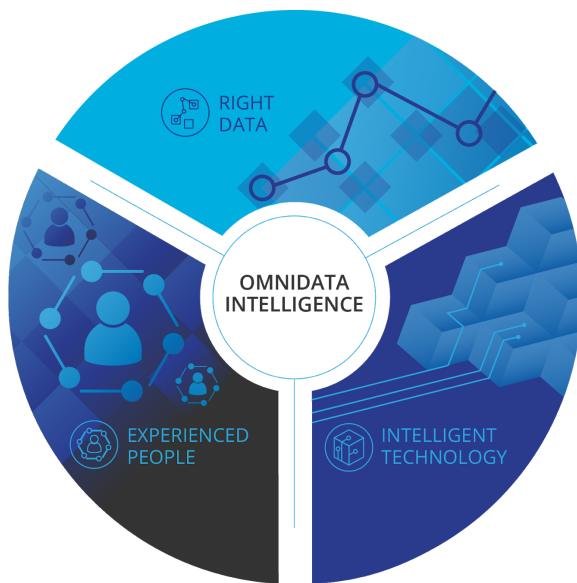 RIGHT
DATA
OMNIDATA
INTELLIGENCE
EXPERIENCED
PEOPLE
INTELLIGENT
TECHNOLOGY